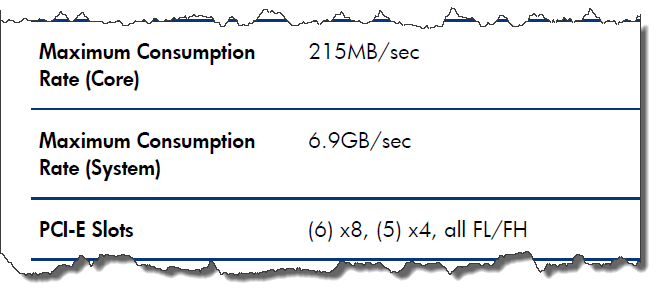 Maximum Consumption 215MB/sec
Rate (Core)
Maximum Consumption 6.9GB/sec
Rate (System)
PCI-E Slots (6) x8, (5) x4, all FL/FH